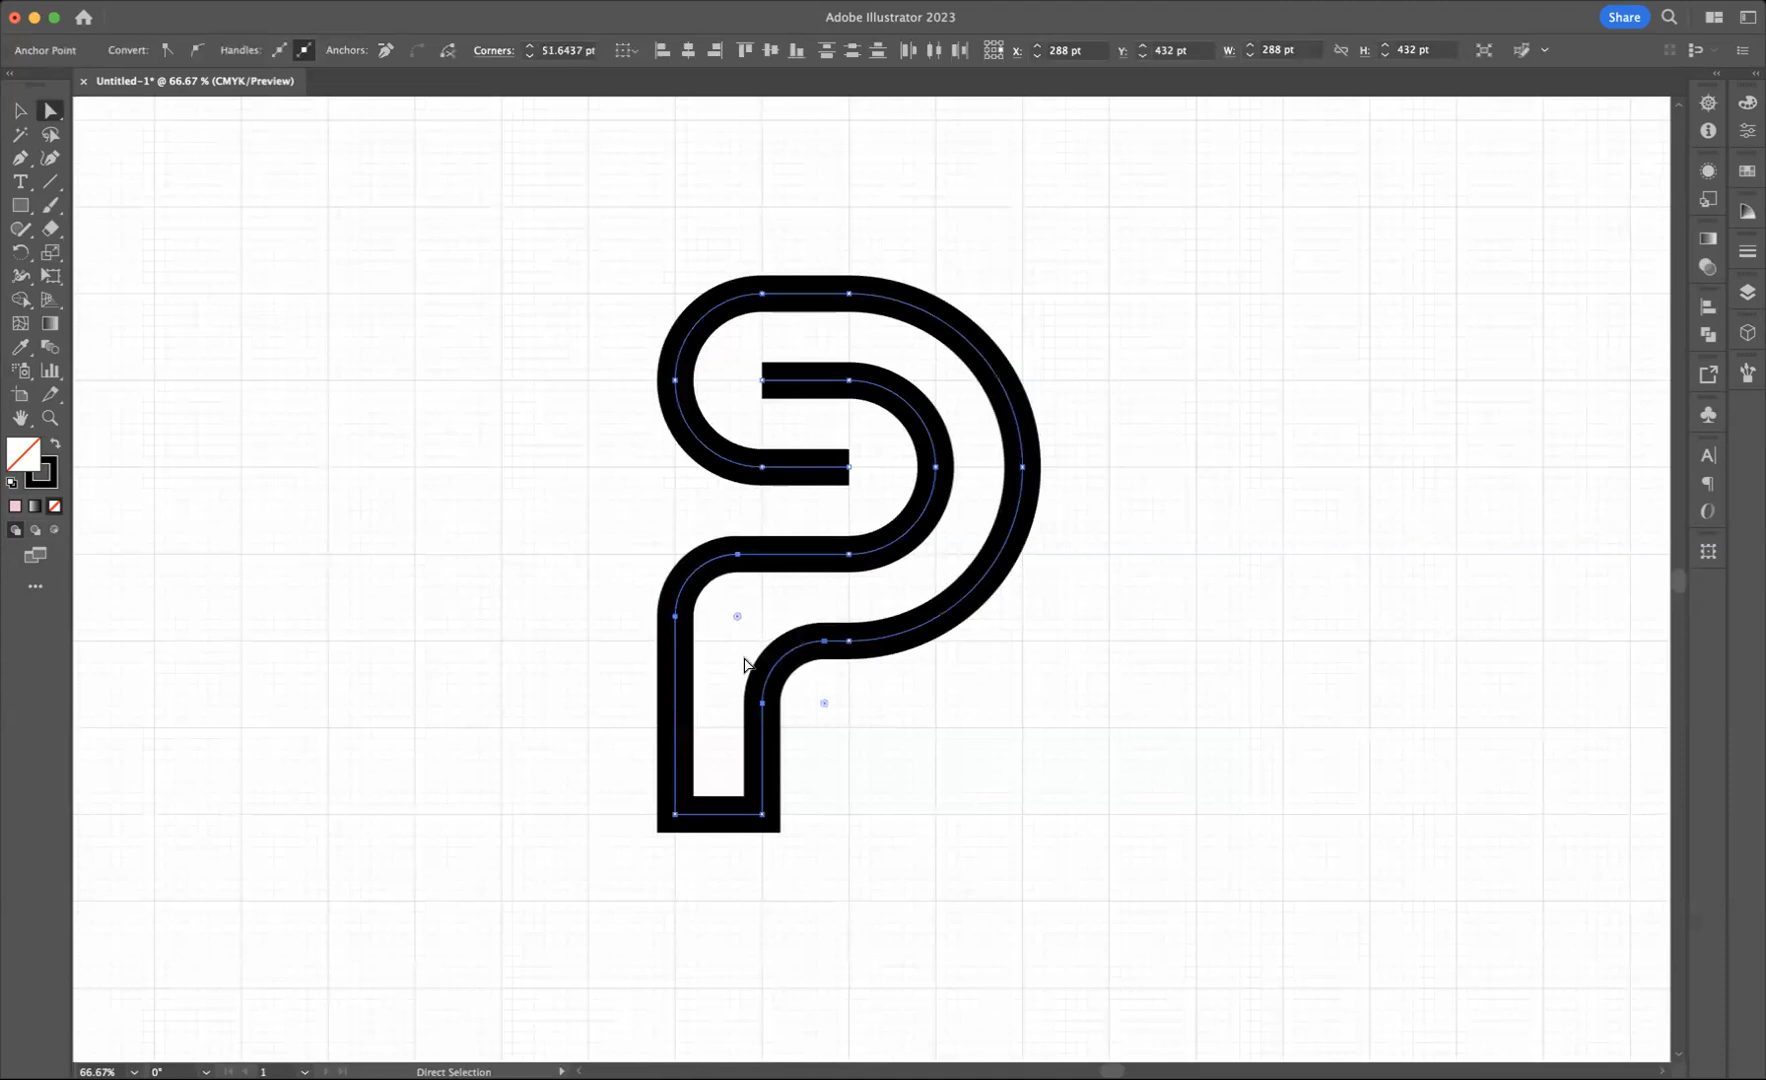 Adobe Illustrator 2023
Share
Anchor Point
Convert:
Handles:
Anchors:
Corners:
51.6437 pt
X:
288 pt
Y:
432 pt
W:
288 pt
H:
432 pt
Untitled-1* @ 66.67 % (CMYK/Preview)
66.67%
0°
1
Direct Selection